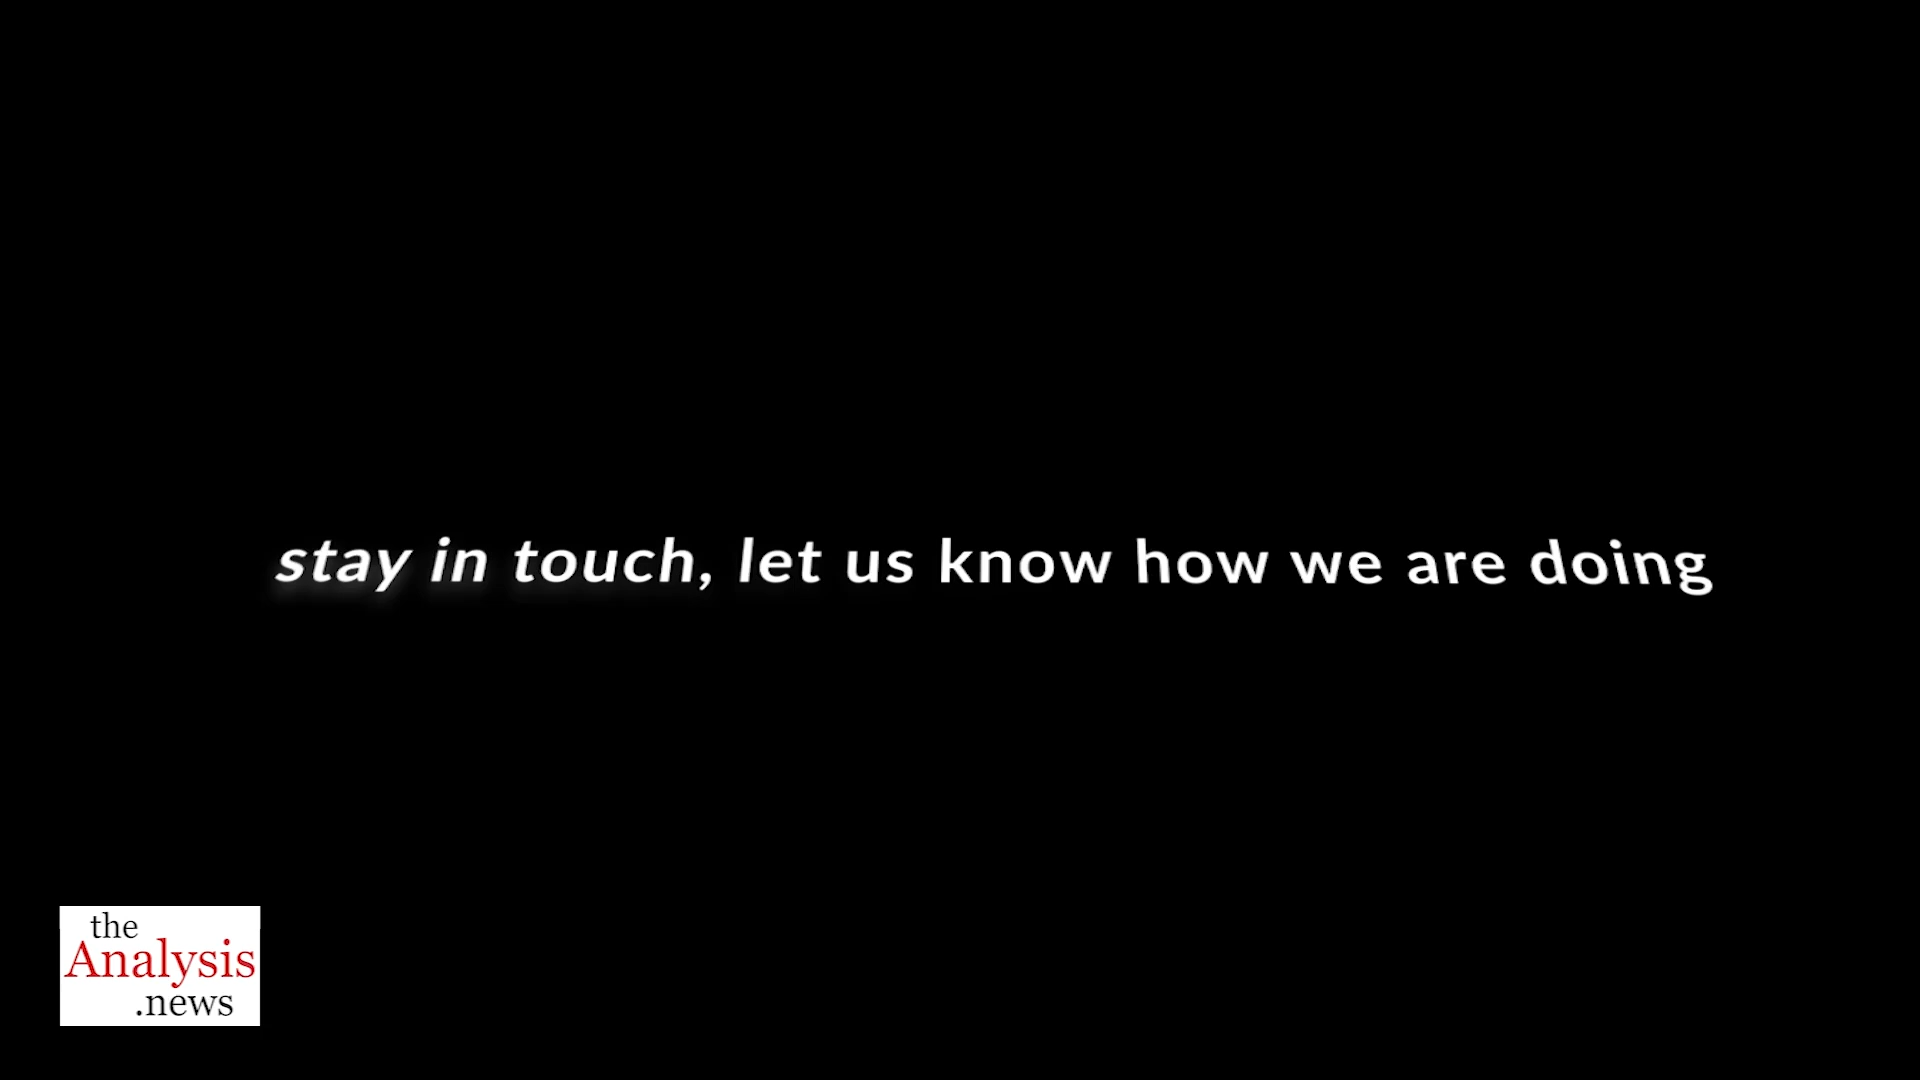 stay in touch, let us know how we are doing
the
Analysis
.news